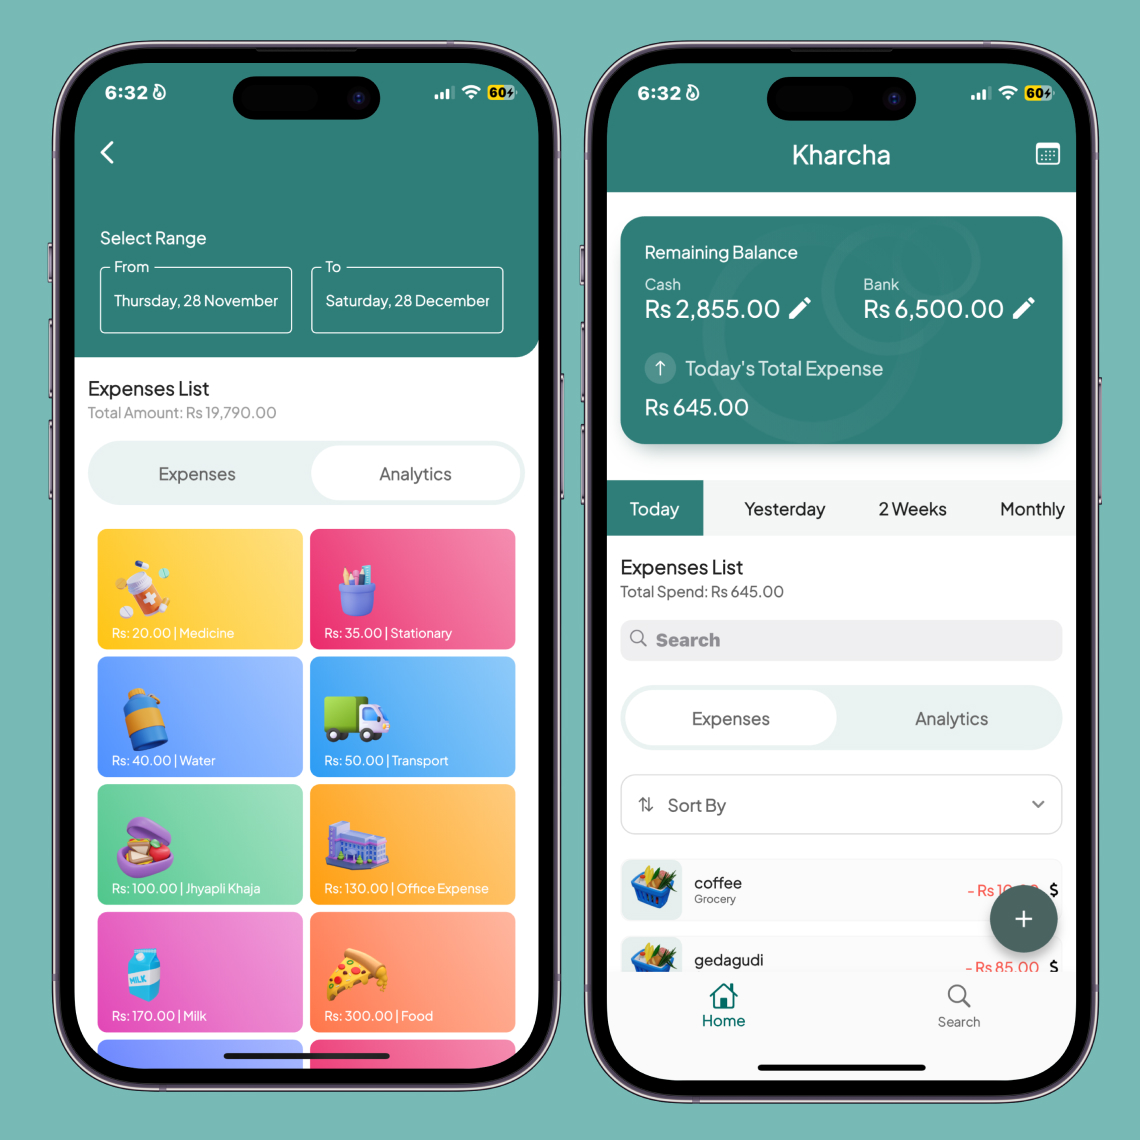 6:32
60
Select Range
From
To
Thursday, 28 November
Saturday, 28 December
Expenses List
Total Amount: Rs 19,790.00
Expenses
Analytics
Rs: 20.00 | Medicine
Rs: 35.00 | Stationary
Rs: 40.00 | Water
Rs: 50.00 | Transport
Rs: 100.00 | Jhyapli Khaja
Rs: 130.00 | Office Expense
MILK
Rs: 170.00 | Milk
Rs: 300.00 | Food
6:32
60
Kharcha
Remaining Balance
Cash
Bank
Rs 2,855.00
Rs 6,500.00
Today's Total Expense
Rs 645.00
Today
Yesterday
2 Weeks
Monthly
Expenses List
Total Spend: Rs 645.00
Search
Expenses
Analytics
Sort By
coffee
- Rs $
Grocery
gedagudi
- Rs 85.00 $
Home
Search